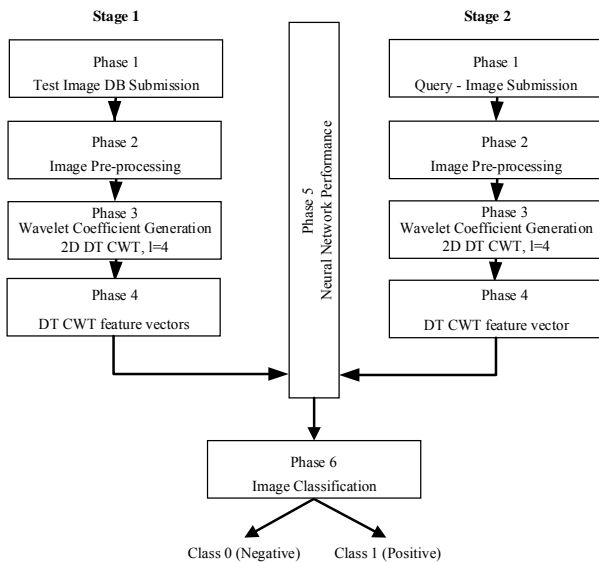 Stage 1
Phase 1
Test Image DB Submission
Phase 2
Image Pre-processing
Phase 3
Wavelet Coefficient Generation
2D DT CWT, l=4
Phase 4
DT CWT feature vectors
Phase 5
Neural Network Performance
Stage 2
Phase 1
Query - Image Submission
Phase 2
Image Pre-processing
Phase 3
Wavelet Coefficient Generation
2D DT CWT, l=4
Phase 4
DT CWT feature vector
Phase 6
Image Classification
Class 0 (Negative)
Class 1 (Positive)